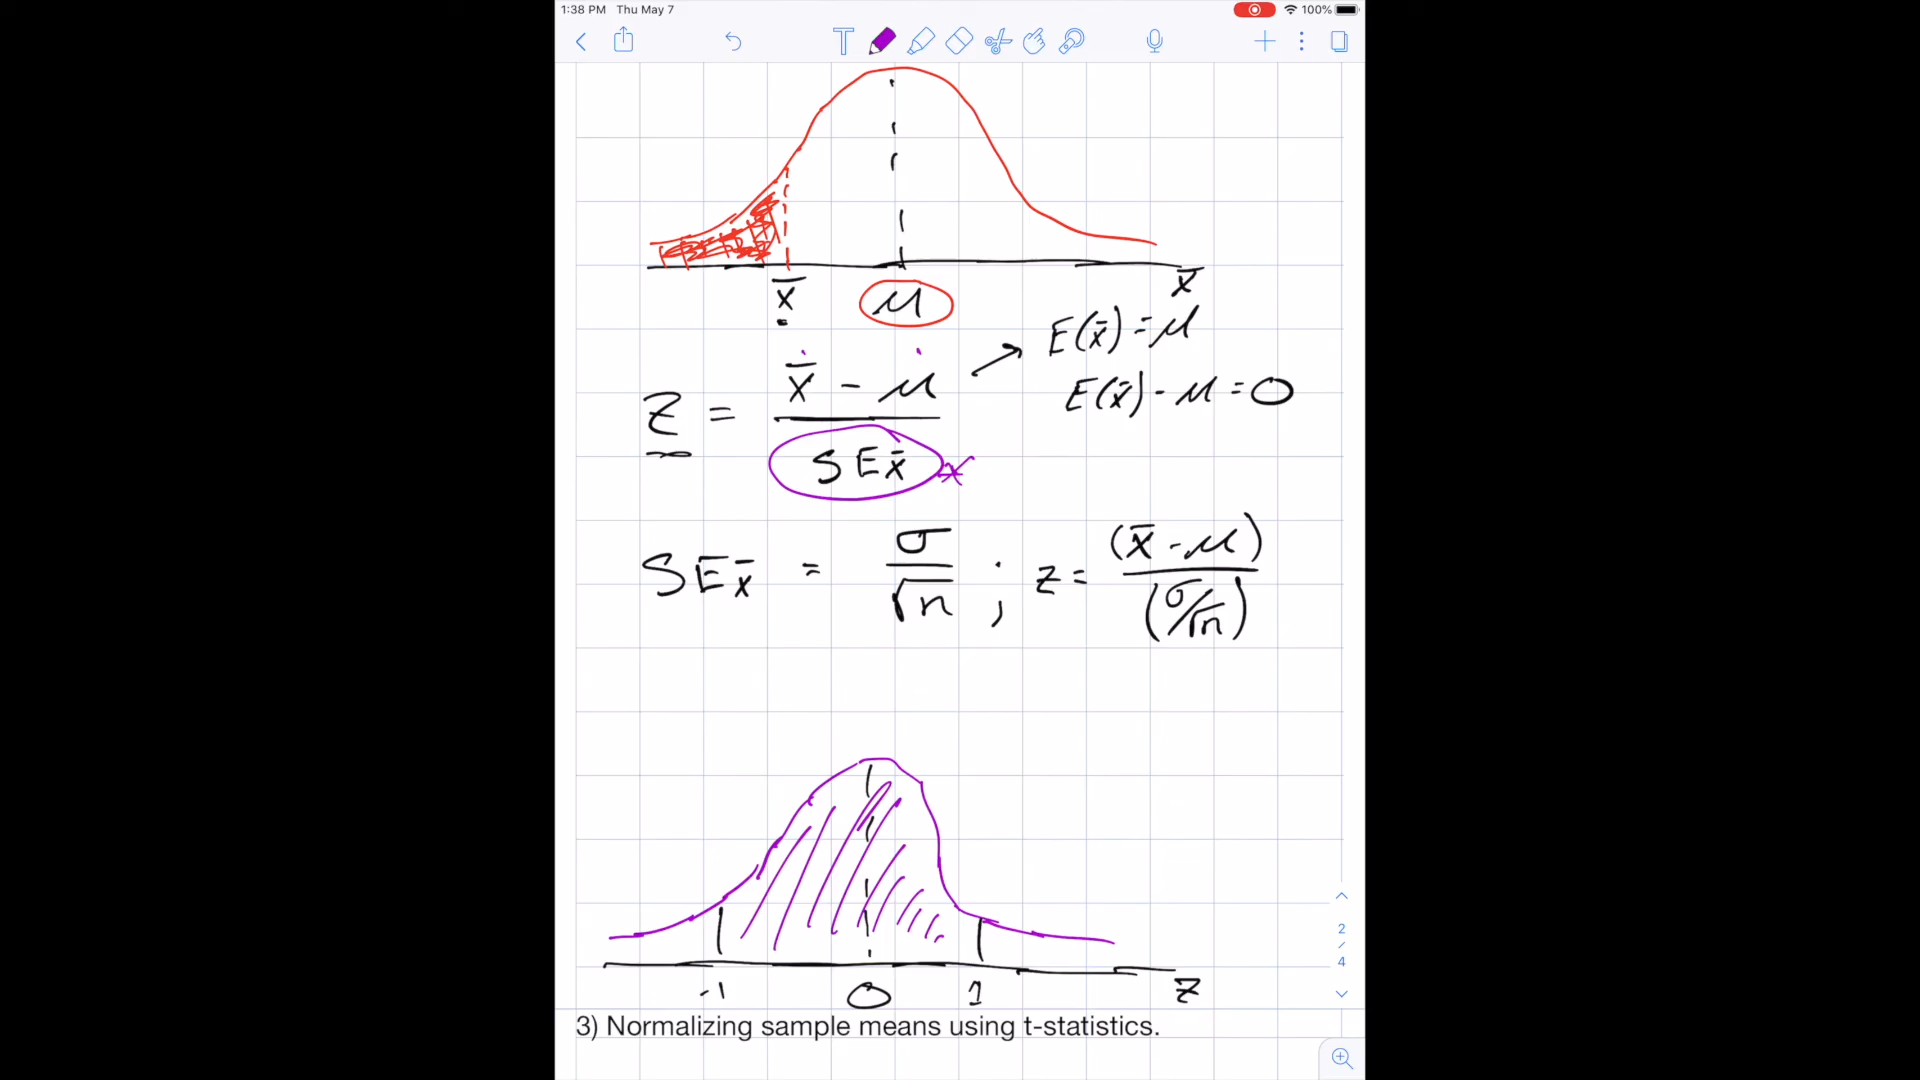 1:38 PM Thu May 7 100%
T
x̄ μ x̄
E(x̄) = μ
z = x̄ - μ / SEx̄ *
E(x̄) - μ = 0
SEx̄ = σ / √n ; z = (x̄ - μ) / (σ/√n)
-1 0 1 z
2 / 4
3) Normalizing sample means using t-statistics.